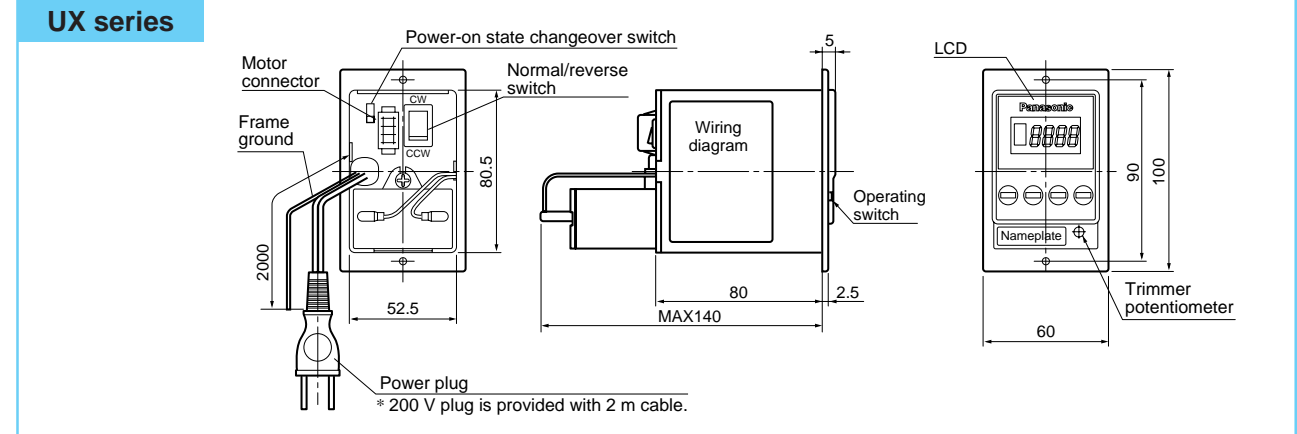 UX series
Power-on state changeover switch
Motor
connector
Normal/reverse
switch
CW
CCW
Frame
ground
80.5
2000
52.5
Power plug
* 200 V plug is provided with 2 m cable.
5
Wiring
diagram
Operating
switch
80
2.5
MAX140
LCD
Panasonic
8888
90
100
Nameplate
Trimmer
potentiometer
60